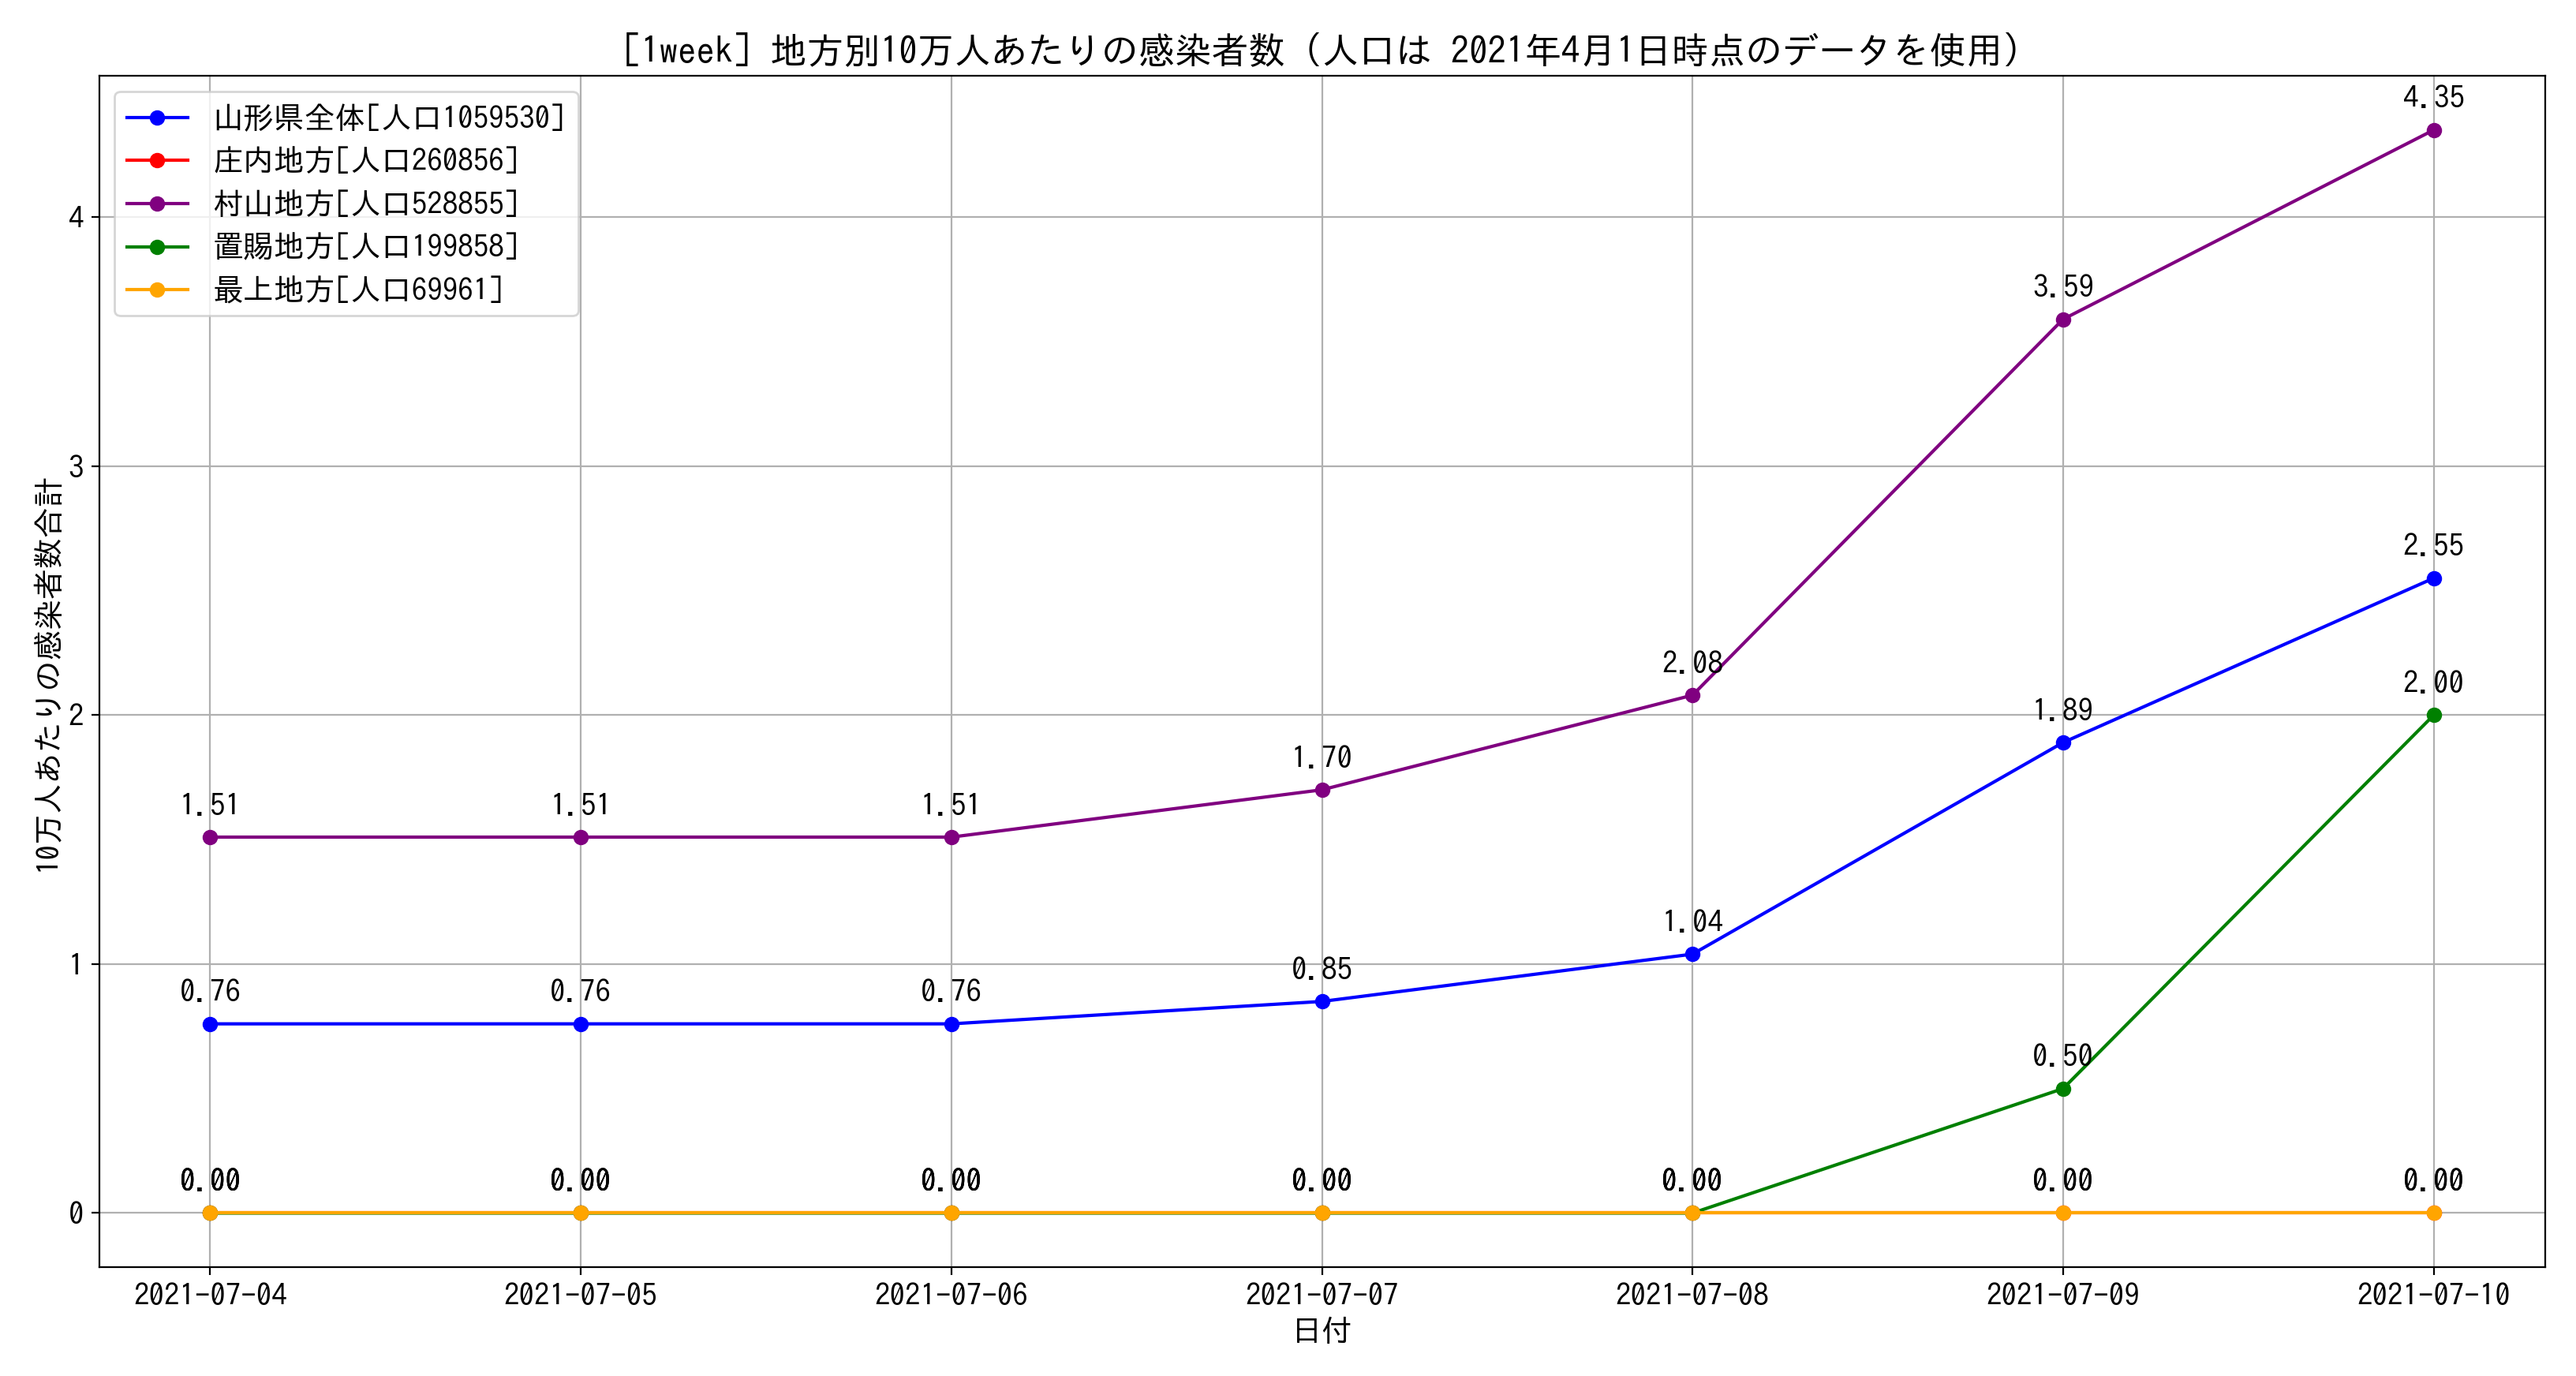 [1week] 地方別10万人あたりの感染者数 (人口は 2021年4月1日時点のデータを使用)
山形県全体[人口1059530]
庄内地方[人口260856]
村山地方[人口528855]
置賜地方[人口199858]
最上地方[人口69961]
10万人あたりの感染者数合計
4
3
2
1
0
4.35
3.59
2.55
2.08
2.00
1.89
1.70
1.51 1.51 1.51
1.04
0.85
0.76 0.76 0.76
0.50
0.00 0.00 0.00 0.00 0.00 0.00 0.00
2021-07-04 2021-07-05 2021-07-06 2021-07-07 2021-07-08 2021-07-09 2021-07-10
日付